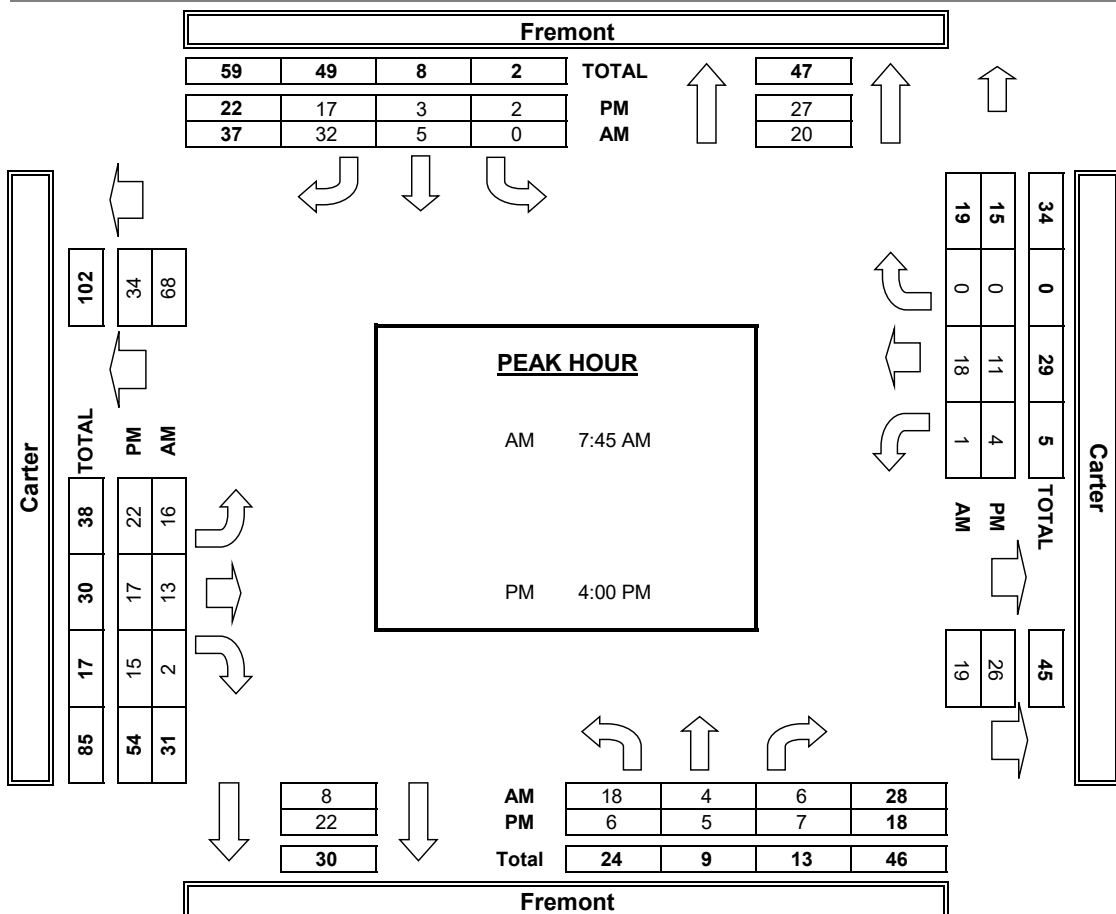 Fremont
59 49 8 2 TOTAL 47
22 17 3 2 PM 27
37 32 5 0 AM 20
Carter
102
34
68
TOTAL 38 30 17 85
PM 22 17 15 54
AM 16 13 2 31
PEAK HOUR
AM 7:45 AM
PM 4:00 PM
34 0 29 5 TOTAL 45
15 0 11 4 PM 26
19 0 18 1 AM 19
Carter
8 AM 18 4 6 28
22 PM 6 5 7 18
30 Total 24 9 13 46
Fremont